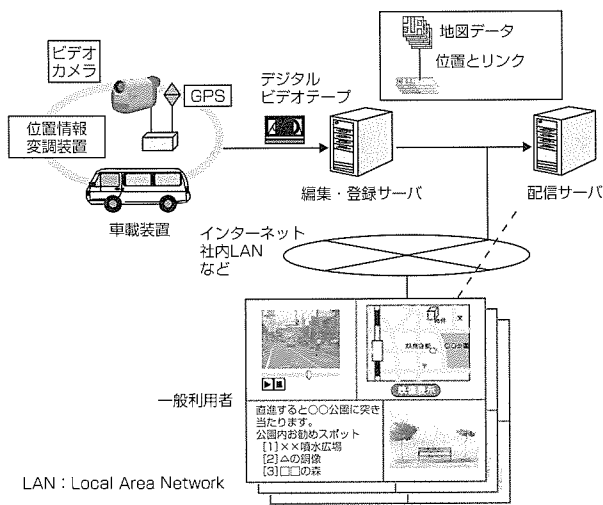 ビデオ
カメラ
GPS
位置情報
変調装置
車載装置
デジタル
ビデオテープ
地図データ
位置とリンク
編集・登録サーバ
配信サーバ
インターネット
社内LAN
など
一般利用者
直進すると○○公園に突き
当たります。
公園内お勧めスポット
[1]××噴水広場
[2]△の銅像
[3]□□の森
LAN：Local Area Network